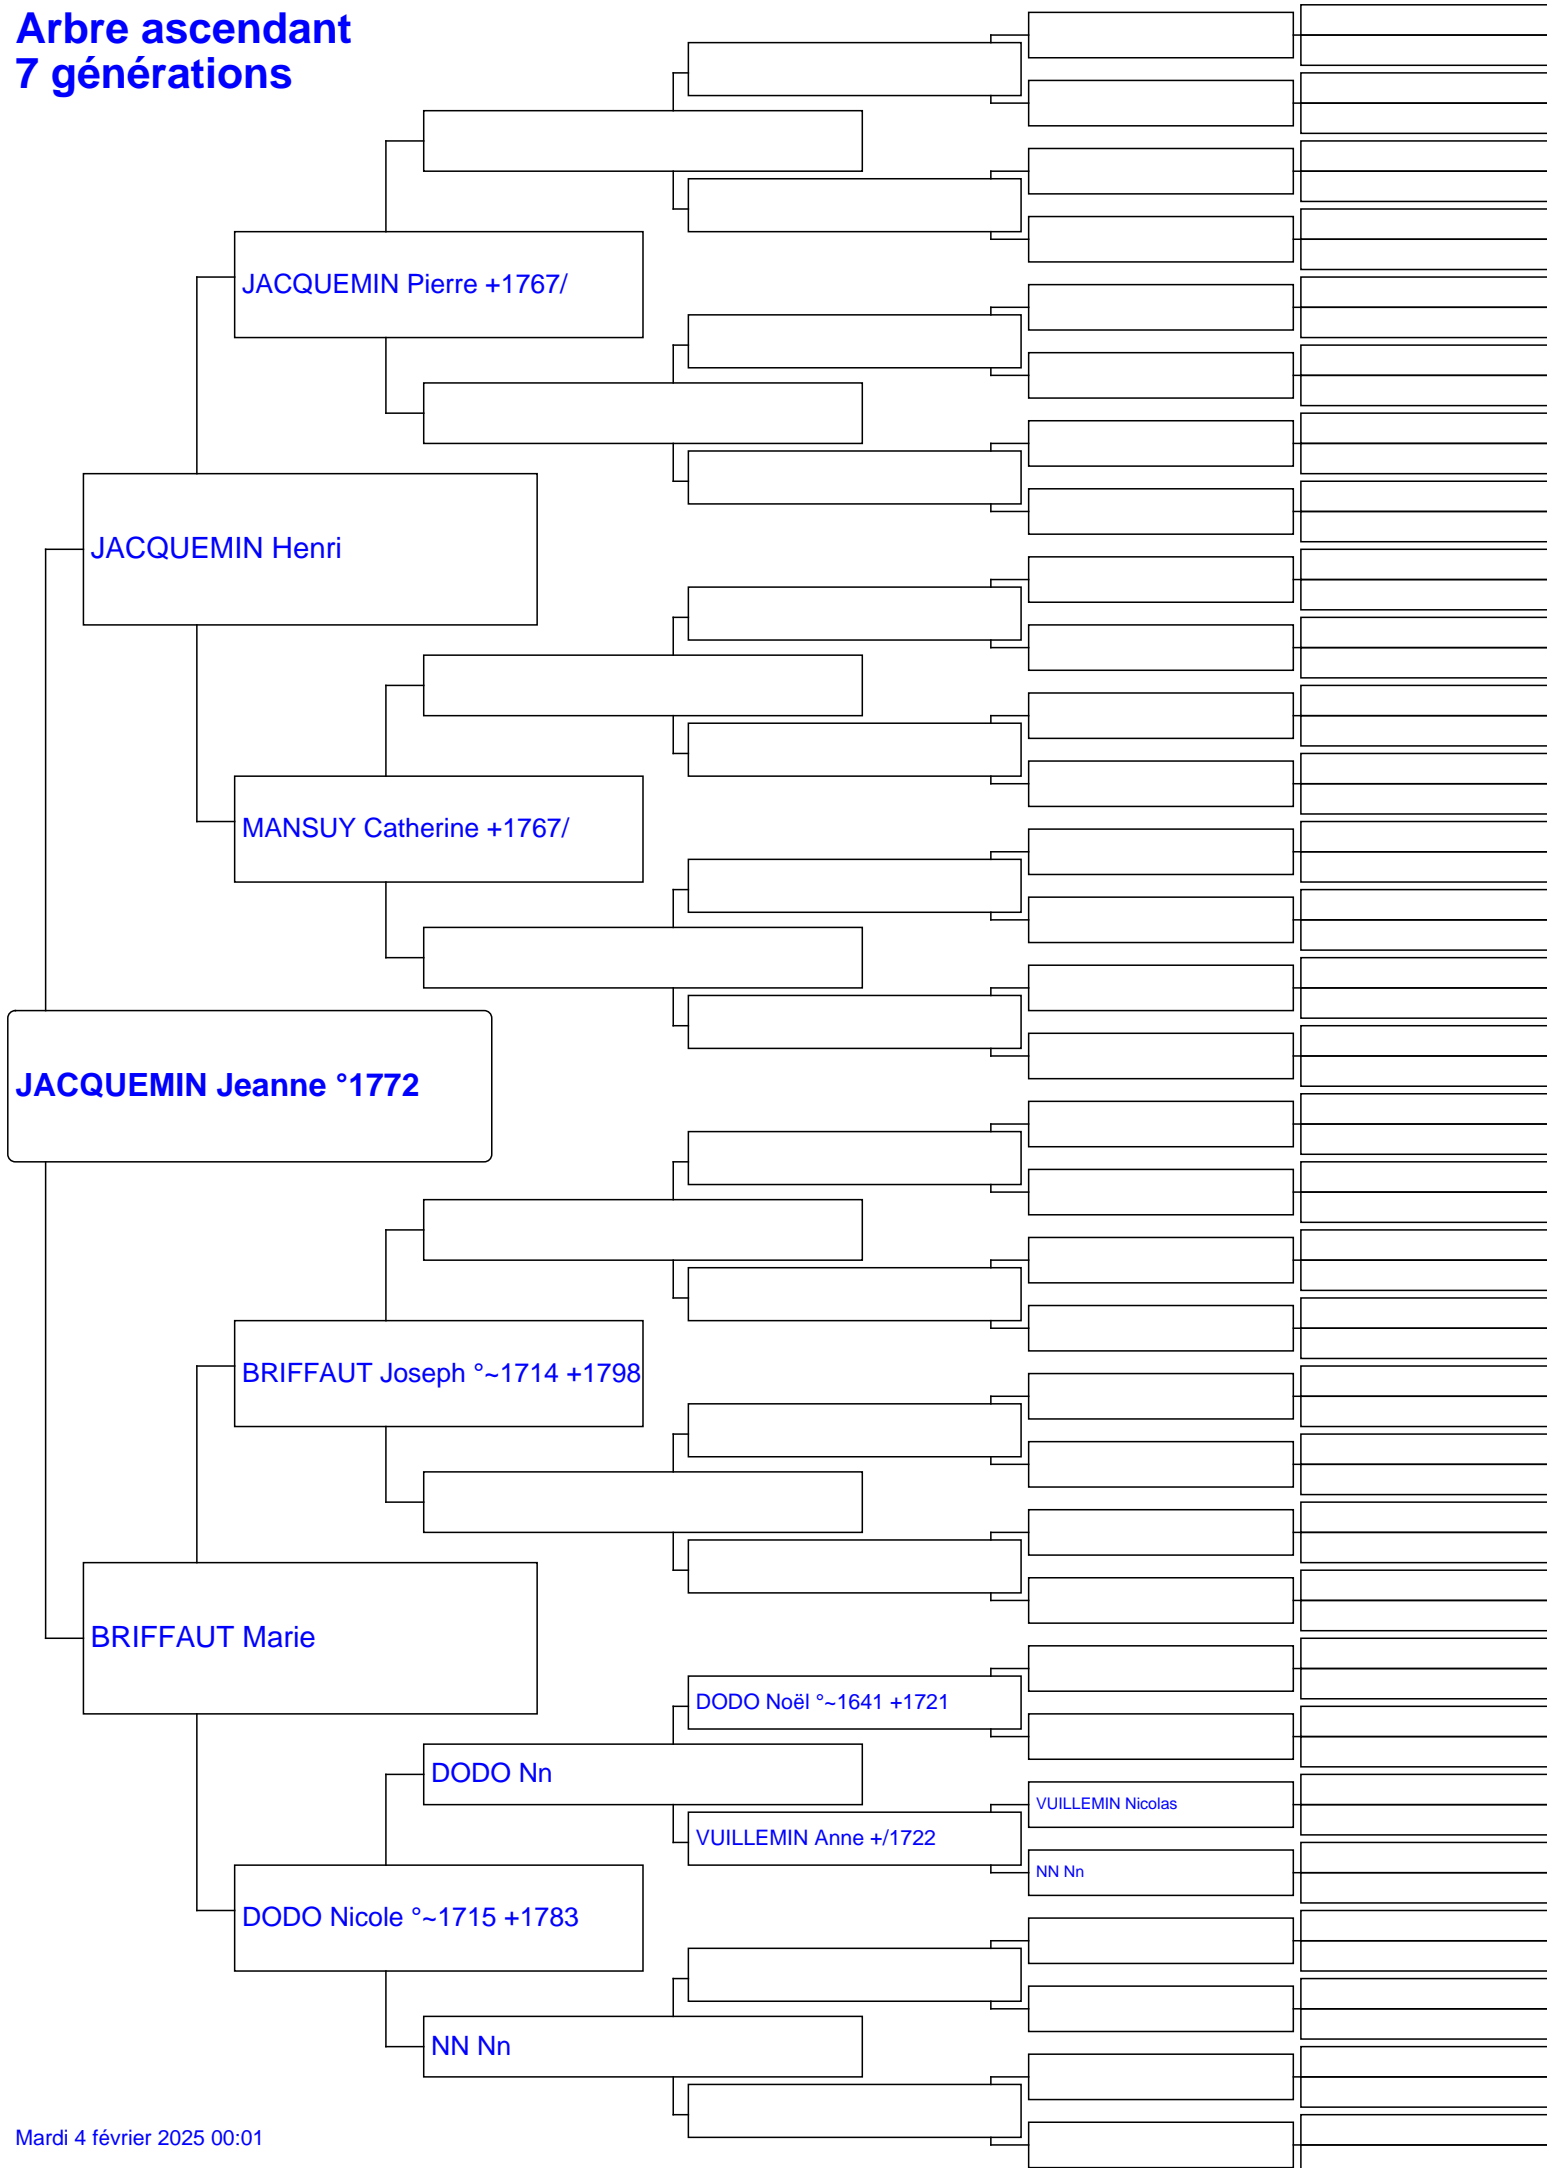 Arbre ascendant
7 générations
JACQUEMIN Pierre +1767/
JACQUEMIN Henri
MANSUY Catherine +1767/
JACQUEMIN Jeanne °1772
BRIFFAUT Joseph °~1714 +1798
BRIFFAUT Marie
DODO Noël °~1641 +1721
DODO Nn
VUILLEMIN Nicolas
VUILLEMIN Anne +/1722
NN Nn
DODO Nicole °~1715 +1783
NN Nn
Mardi 4 février 2025 00:01